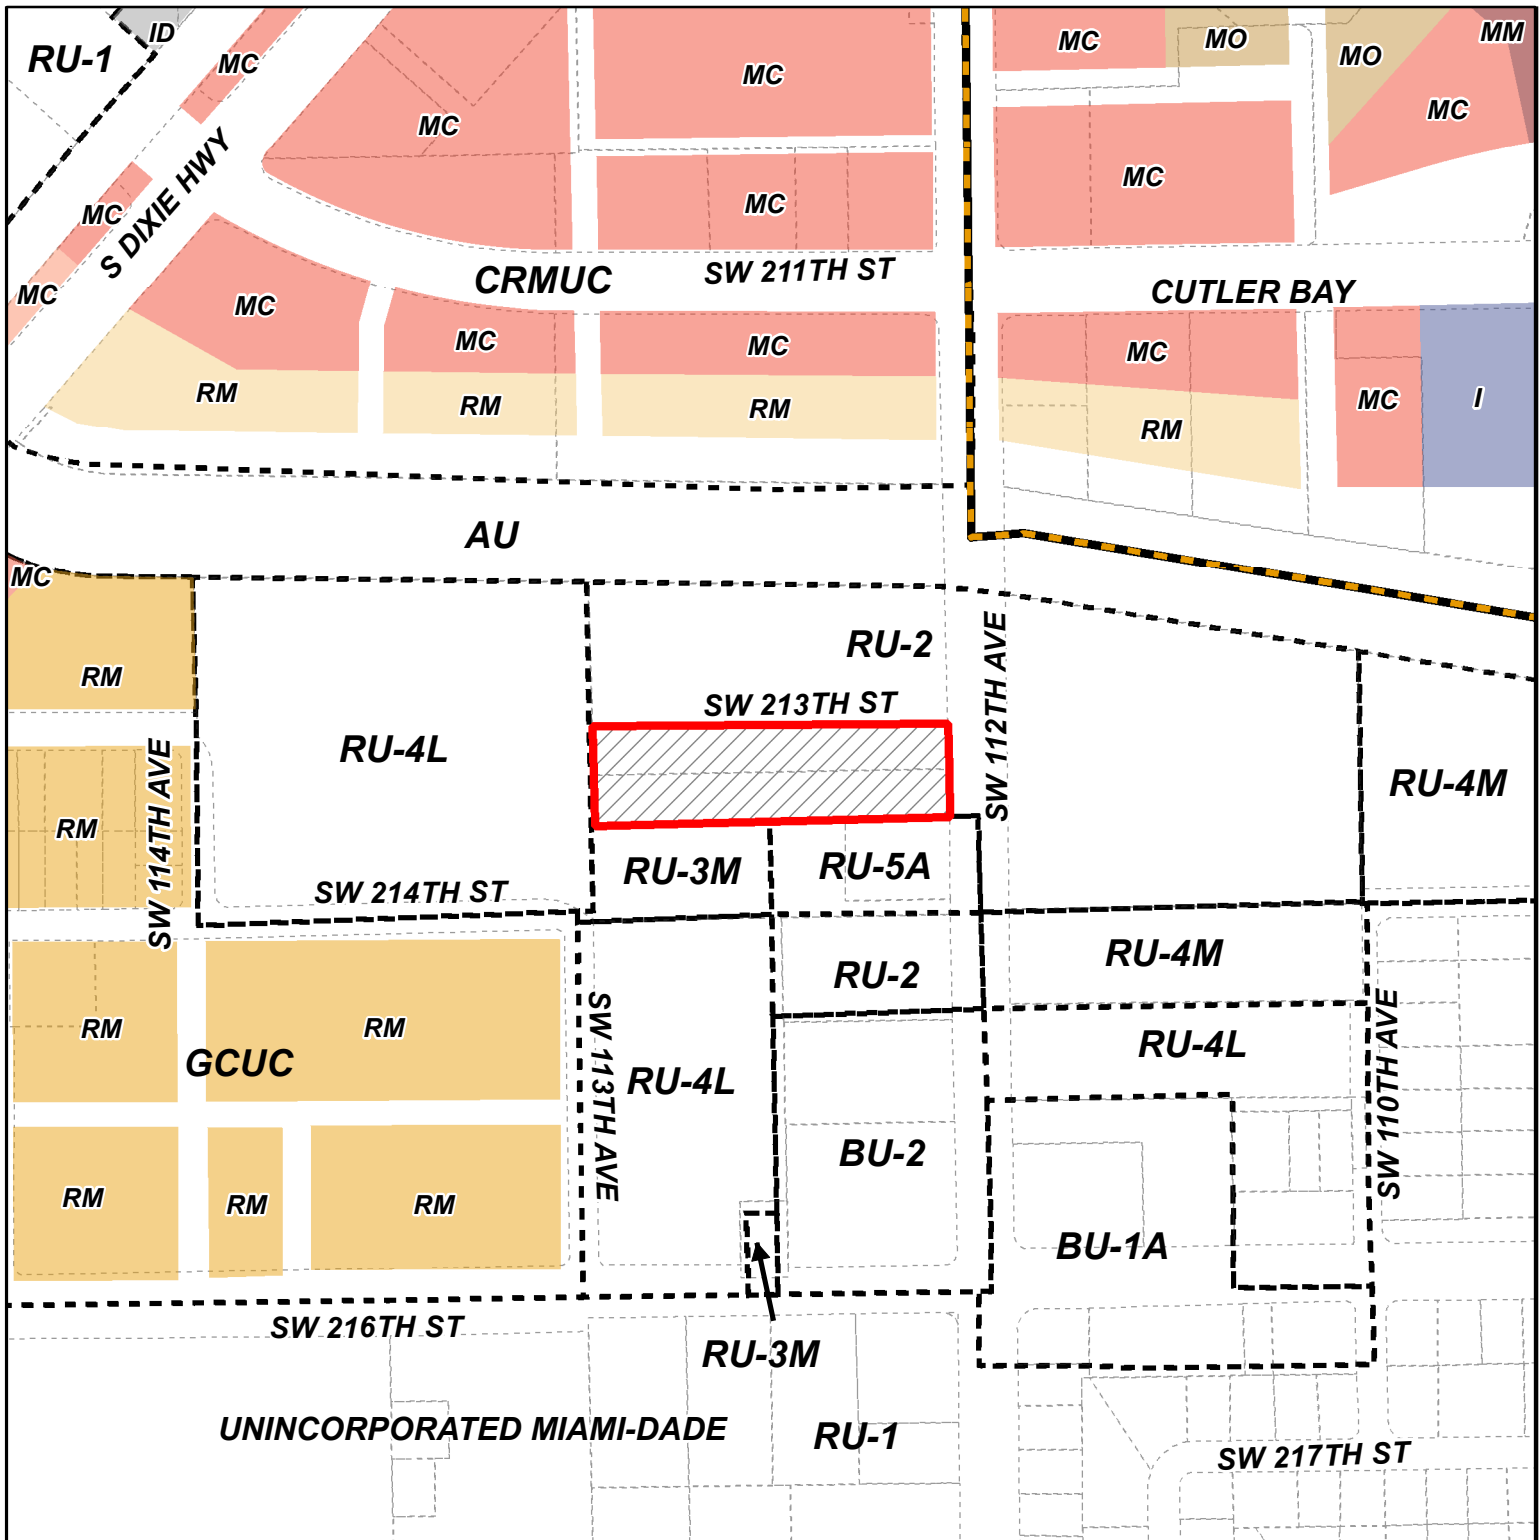 ID
RU-1
MC
MC
MC
MC
MO
MO
MM
MC
MC
MC
MC
S DIXIE HWY
MC
CRMUC
SW 211TH ST
CUTLER BAY
MC
MC
MC
MC
MC
MC
I
RM
RM
RM
RM
AU
MC
RM
RU-2
SW 112TH AVE
SW 213TH ST
RU-4L
RU-4M
SW 114TH AVE
RM
RU-3M
RU-5A
SW 214TH ST
RU-2
RU-4M
RM
RM
GCUC
SW 113TH AVE
RU-4L
RU-4L
SW 110TH AVE
BU-2
RM
RM
RM
BU-1A
SW 216TH ST
RU-3M
UNINCORPORATED MIAMI-DADE
RU-1
SW 217TH ST